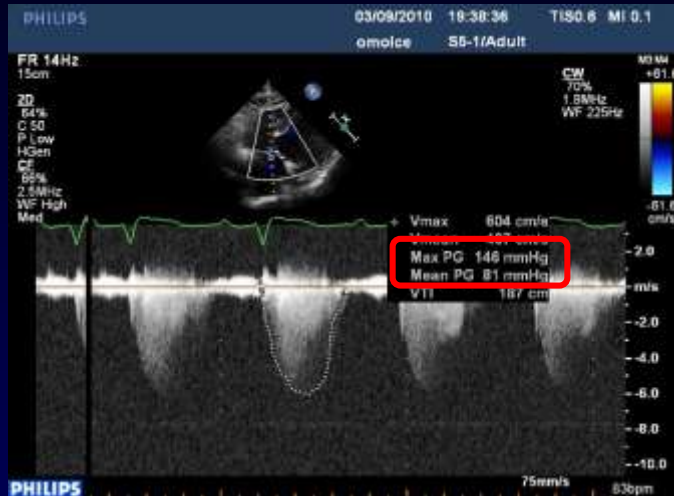 PHILIPS
03/09/2010 19:38:36 TIS0.6 MI 0.1
omoice S5-1/Adult
FR 14Hz
15cm
2D
64%
C 50
P Low
HGen
CF
66%
2.5MHz
WF High
Med
CW
70%
1.8MHz
WF 225Hz
M3 M4
+61.6
-61.6
cm/s
+ Vmax 604 cm/s
Max PG 146 mmHg
Mean PG 81 mmHg
VTI 187 cm
-2.0
-m/s
--2.0
--4.0
--6.0
--8.0
--10.0
75mm/s
63bpm
PHILIPS